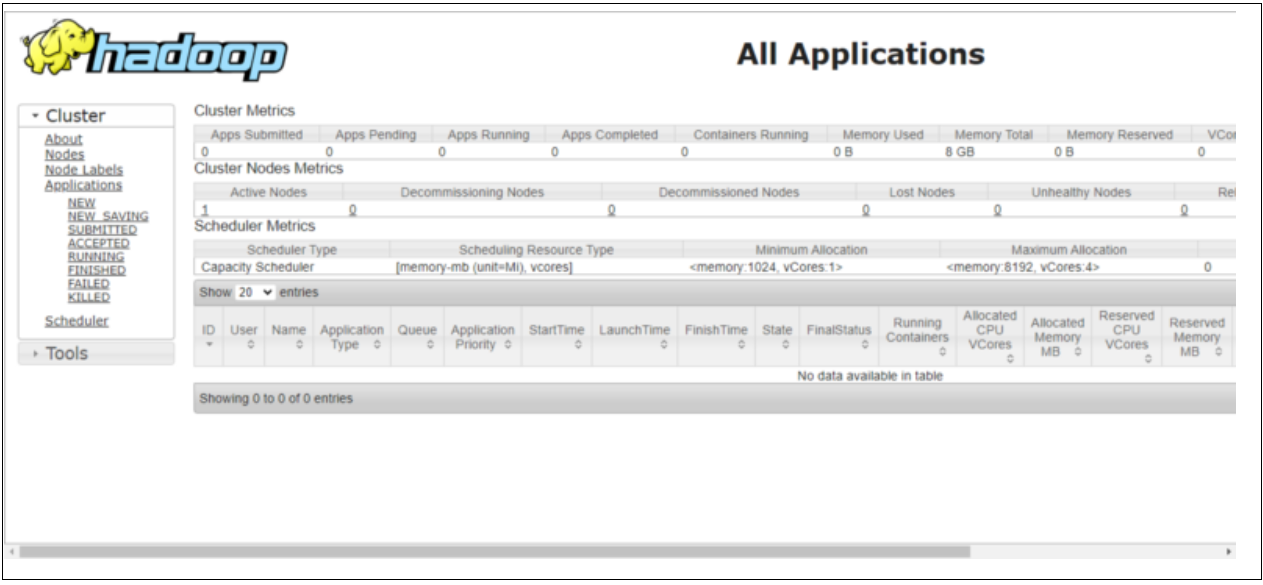 hadoop
All Applications
Cluster
About
Nodes
Node Labels
Applications
NEW
NEW_SAVING
SUBMITTED
ACCEPTED
RUNNING
FINISHED
FAILED
KILLED
Scheduler
Tools
Cluster Metrics
Apps Submitted Apps Pending Apps Running Apps Completed Containers Running Memory Used Memory Total Memory Reserved VCor
0 0 0 0 0 0 B 8 GB 0 B 0
Cluster Nodes Metrics
Active Nodes Decommissioning Nodes Decommissioned Nodes Lost Nodes Unhealthy Nodes Re
1 0 0 0 0 0
Scheduler Metrics
Scheduler Type Scheduling Resource Type Minimum Allocation Maximum Allocation
Capacity Scheduler [memory-mb (unit=Mi), vcores] <memory:1024, vCores:1> <memory:8192, vCores:4> 0
Show 20 entries
ID User Name Application Type Queue Application Priority StartTime LaunchTime FinishTime State FinalStatus Running Containers Allocated CPU VCores Allocated Memory MB Reserved CPU VCores Reserved Memory MB
No data available in table
Showing 0 to 0 of 0 entries